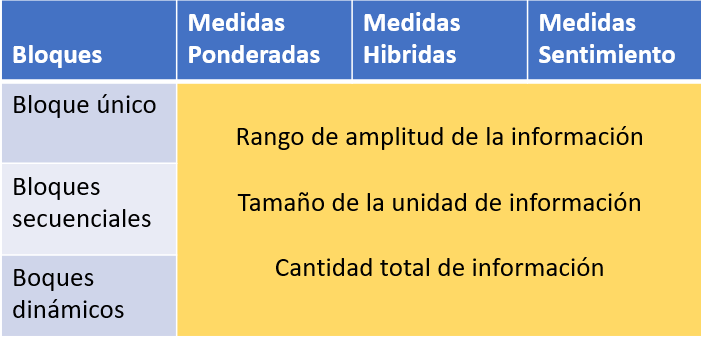 Bloques
Medidas
Ponderadas
Medidas
Hibridas
Medidas
Sentimiento
Bloque único
Rango de amplitud de la información
Bloques
secuenciales
Tamaño de la unidad de información
Boques
dinámicos
Cantidad total de información